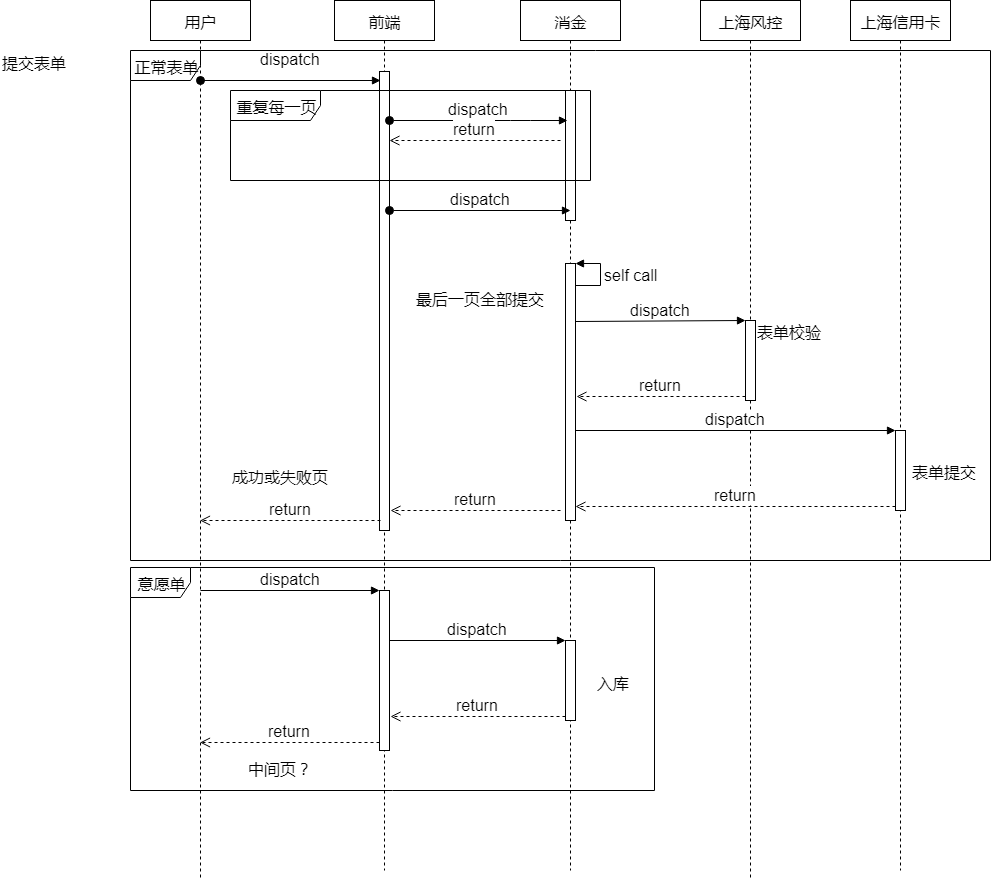 用户
前端
消金
上海风控
上海信用卡
提交表单
正常表单
dispatch
重复每一页
dispatch
return
dispatch
self call
最后一页全部提交
dispatch
表单校验
return
dispatch
成功或失败页
表单提交
return
return
return
意愿单
dispatch
dispatch
入库
return
return
中间页？